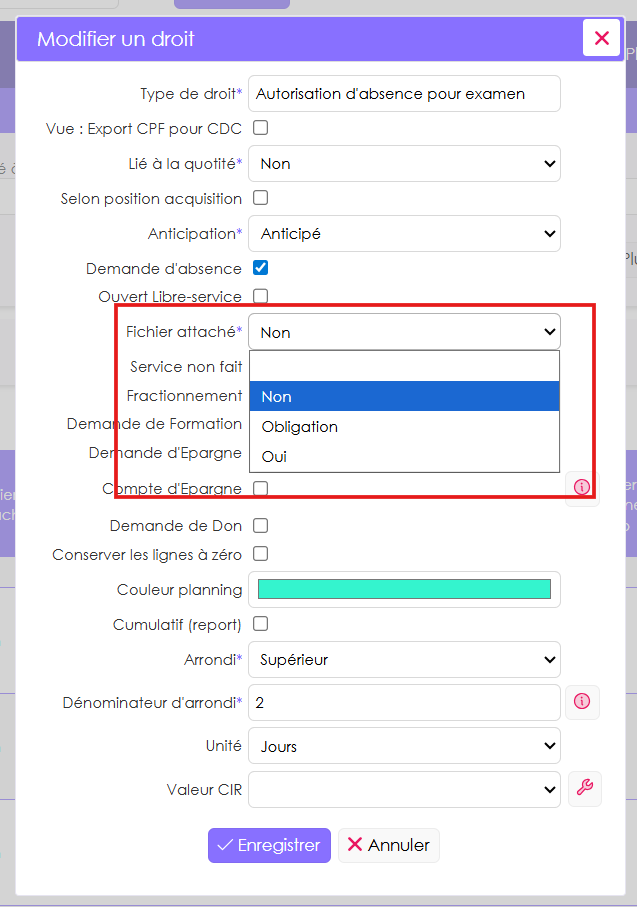 Modifier un droit
Type de droit* Autorisation d'absence pour examen
Vue : Export CPF pour CDC
Lié à la quotité* Non
Selon position acquisition
Anticipation* Anticipé
Demande d'absence
Ouvert Libre-service
Fichier attaché* Non
Service non fait
Fractionnement Non
Demande de Formation Obligation
Demande d'Epargne Oui
Compte d'Epargne
Demande de Don
Conserver les lignes à zéro
Couleur planning
Cumulatif (report)
Arrondi* Supérieur
Dénominateur d'arrondi* 2
Unité Jours
Valeur CIR
Enregistrer Annuler